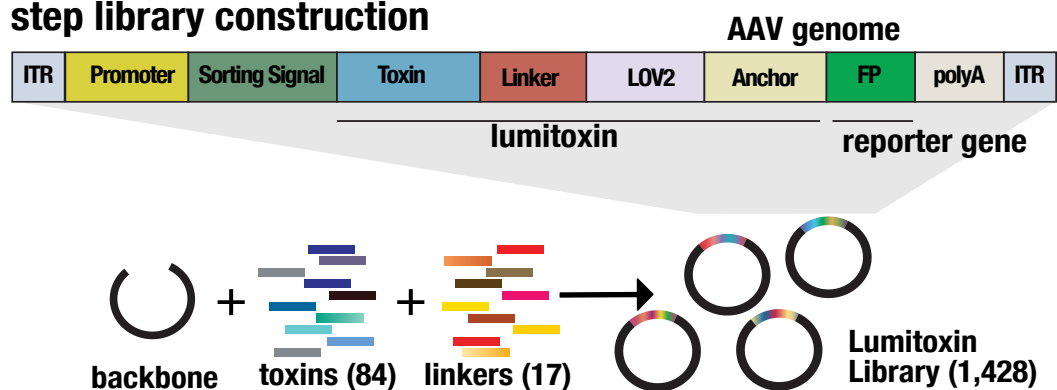 step library construction
AAV genome
ITR Promoter Sorting Signal Toxin Linker LOV2 Anchor FP polyA ITR
lumitoxin
reporter gene
+ +
backbone
toxins (84)
linkers (17)
Lumitoxin
Library (1,428)